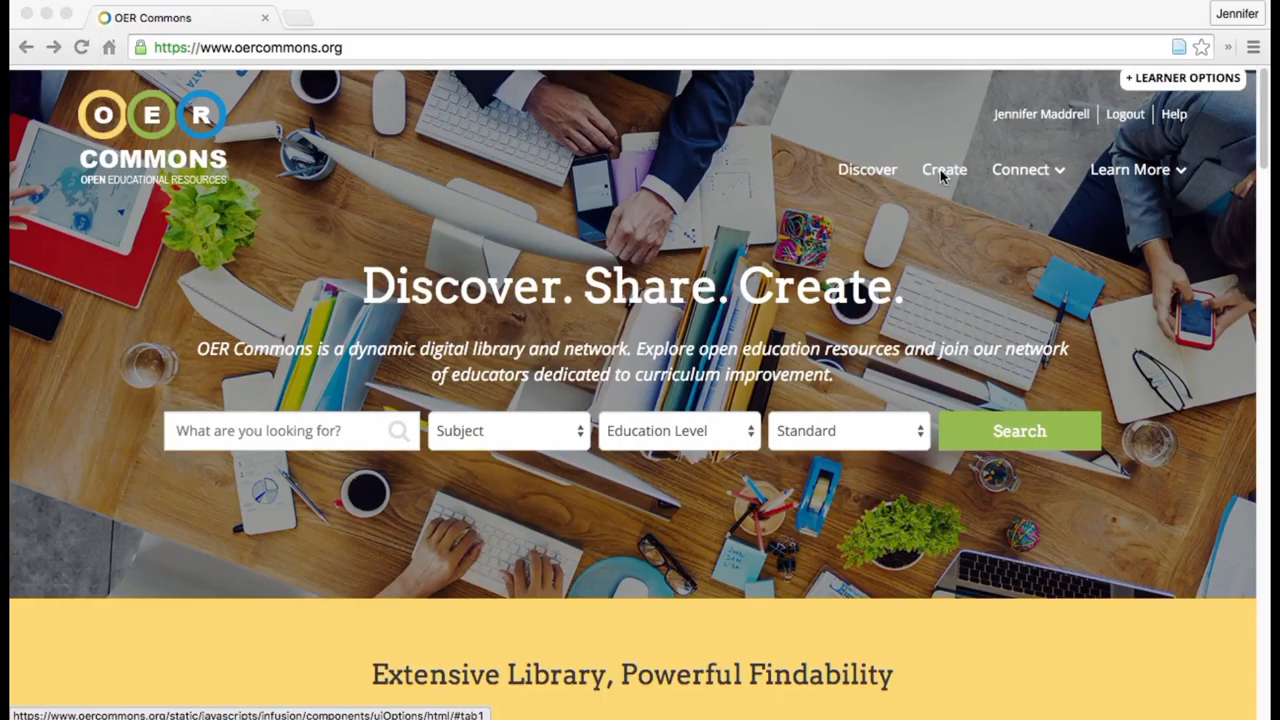 OER Commons
Jennifer
https://www.oercommons.org
+ LEARNER OPTIONS
OER
COMMONS
OPEN EDUCATIONAL RESOURCES
Jennifer Maddrell Logout Help
Discover Create Connect Learn More
Discover. Share. Create.
OER Commons is a dynamic digital library and network. Explore open education resources and join our network
of educators dedicated to curriculum improvement.
What are you looking for? Subject Education Level Standard Search
Extensive Library, Powerful Findability
https://www.oercommons.org/static/javascripts/infusion/components/uiOptions/html/#tab1